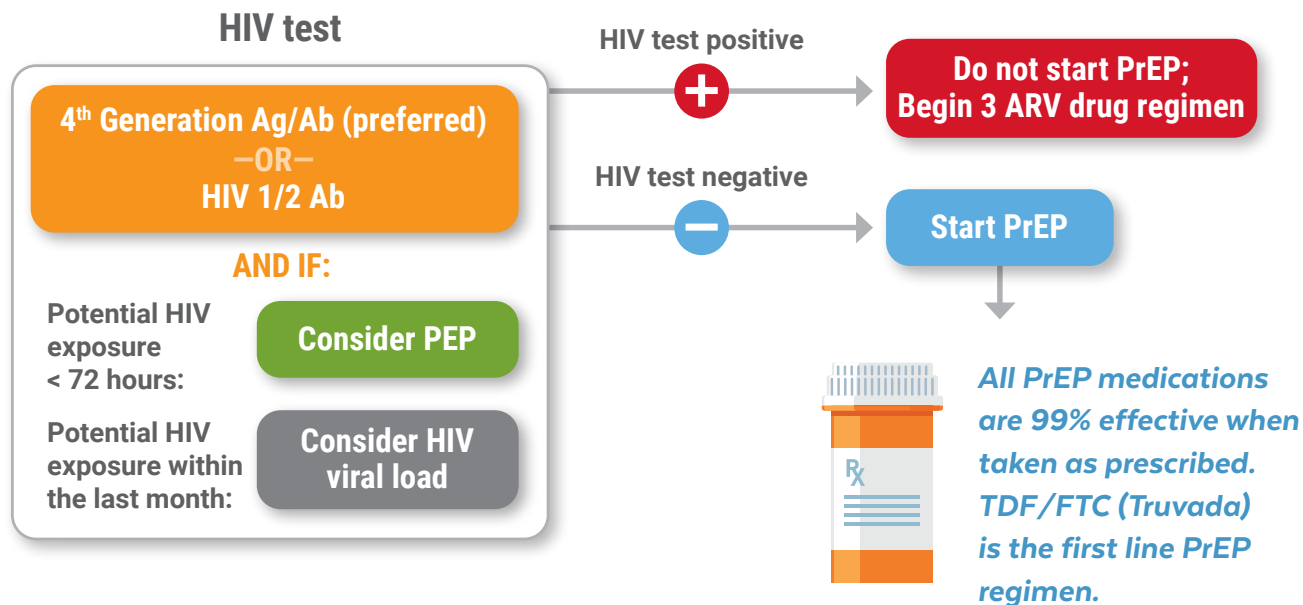 HIV test
4th Generation Ag/Ab (preferred)
—OR—
HIV 1/2 Ab
AND IF:
Potential HIV
exposure
< 72 hours:
Consider PEP
Potential HIV
exposure within
the last month:
Consider HIV
viral load
HIV test positive
+
Do not start PrEP;
Begin 3 ARV drug regimen
HIV test negative
−
Start PrEP
Rx
All PrEP medications
are 99% effective when
taken as prescribed.
TDF/FTC (Truvada)
is the first line PrEP
regimen.